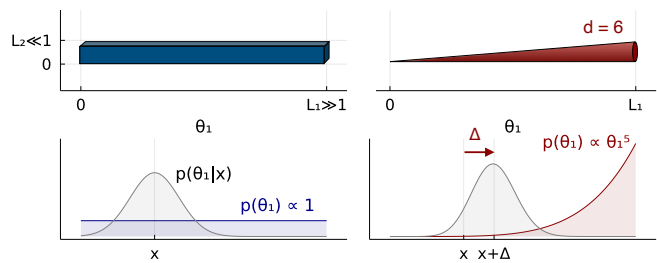 L₂≪1
0
0
L₁≫1
θ₁
d = 6
0
L₁
θ₁
p(θ₁|x)
p(θ₁) ∝ 1
x
Δ
p(θ₁) ∝ θ₁⁵
x
x+Δ